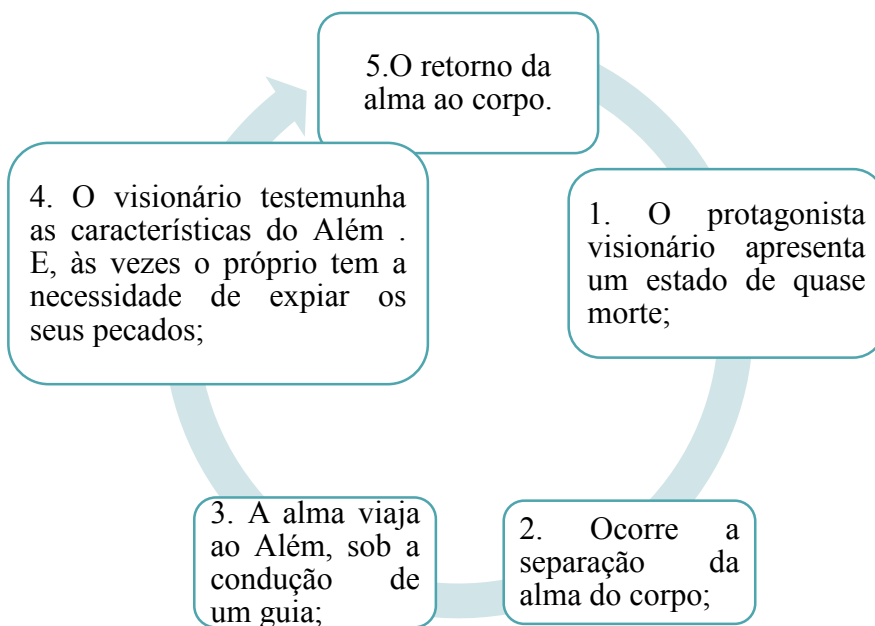 5.O retorno da
alma ao corpo.
1. O protagonista
visionário apresenta
um estado de quase
morte;
2. Ocorre a
separação da
alma do corpo;
3. A alma viaja
ao Além, sob a
condução de
um guia;
4. O visionário testemunha
as características do Além .
E, às vezes o próprio tem a
necessidade de expiar os
seus pecados;